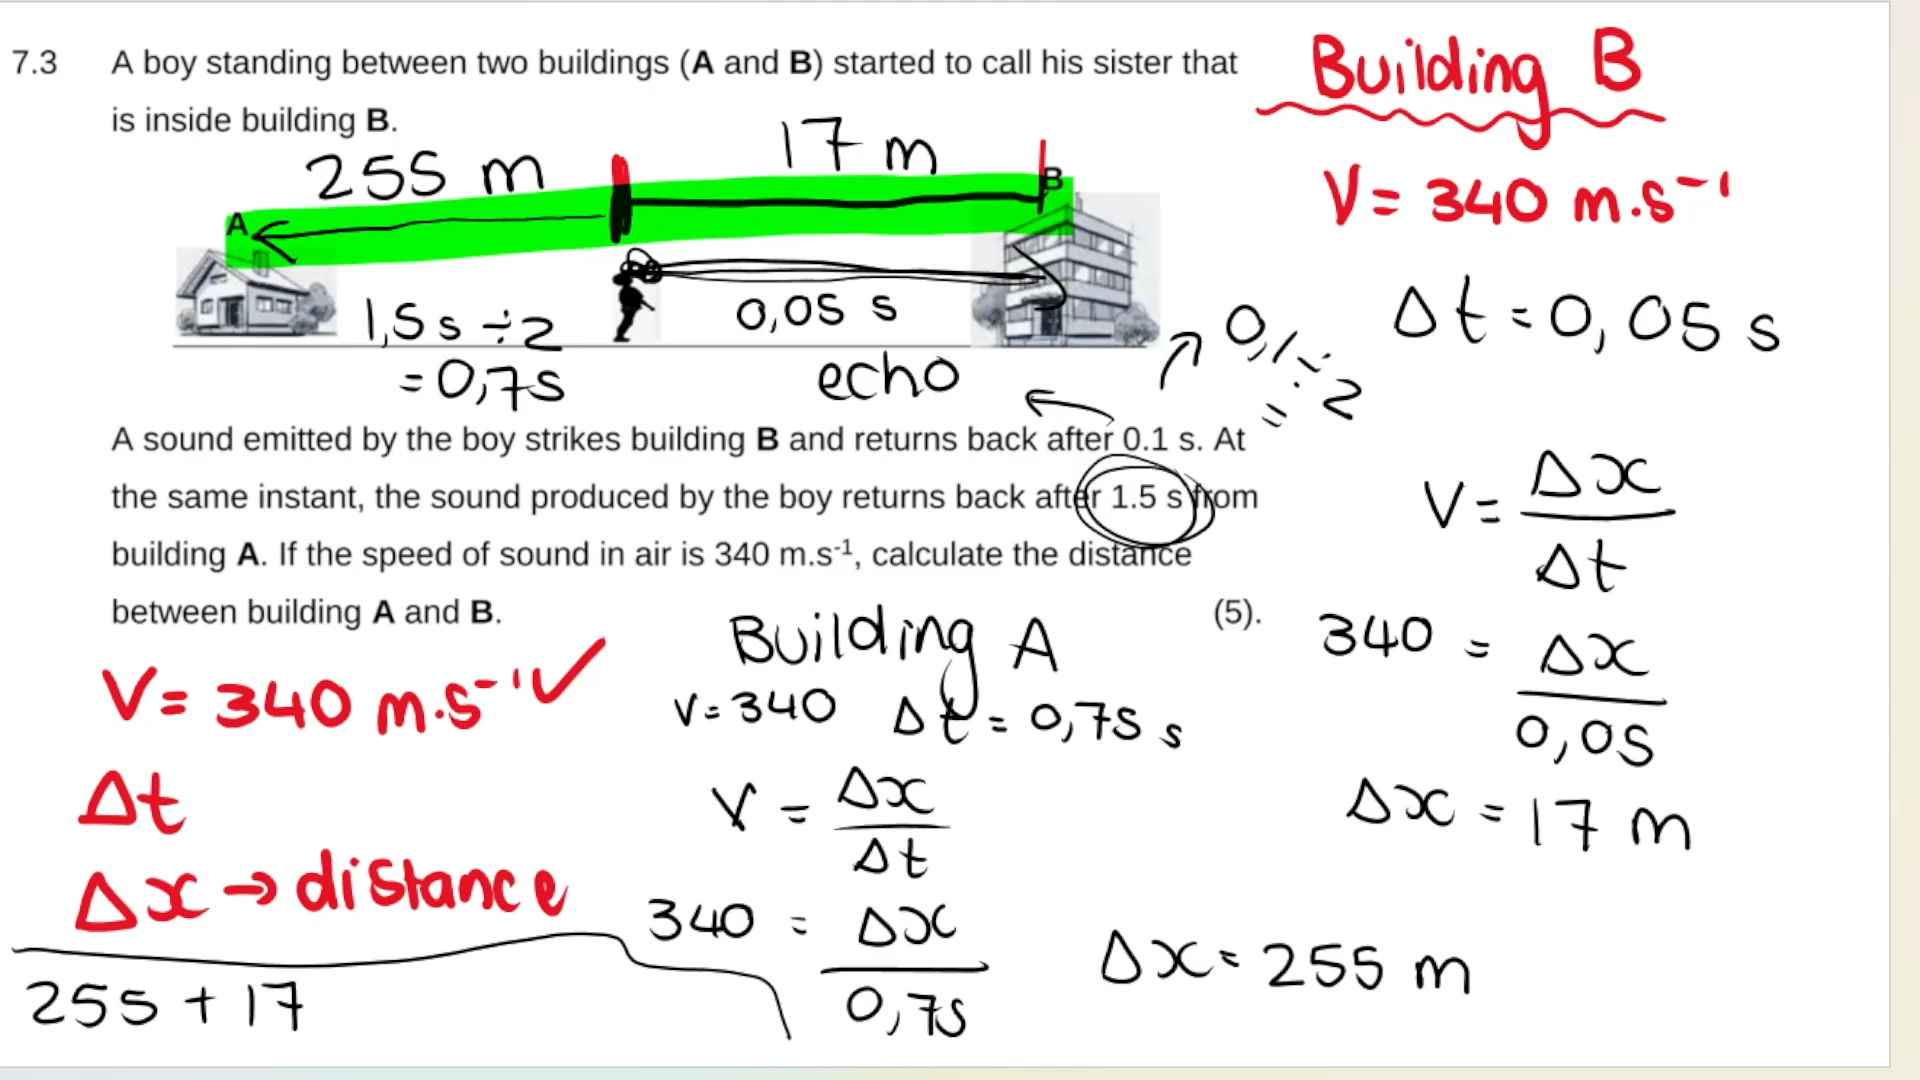 7.3 A boy standing between two buildings (A and B) started to call his sister that
is inside building B.
255 m
17 m
A
B
1,5 s ÷ 2
= 0,75
0,05 s
echo
0,1 ÷ 2
=
A sound emitted by the boy strikes building B and returns back after 0.1 s. At
the same instant, the sound produced by the boy returns back after 1.5 s from
building A. If the speed of sound in air is 340 m.s⁻¹, calculate the distance
between building A and B. (5).
V = 340 m.s⁻¹ ✓
Δt
Δx → distance
255 + 17
Building A
V = 340 Δt = 0,75 s
V = Δx
Δt
340 = Δx
0,75
Δx = 255 m
Building B
V = 340 m.s⁻¹
Δt = 0,05 s
V = Δx
Δt
340 = Δx
0,05
Δx = 17 m